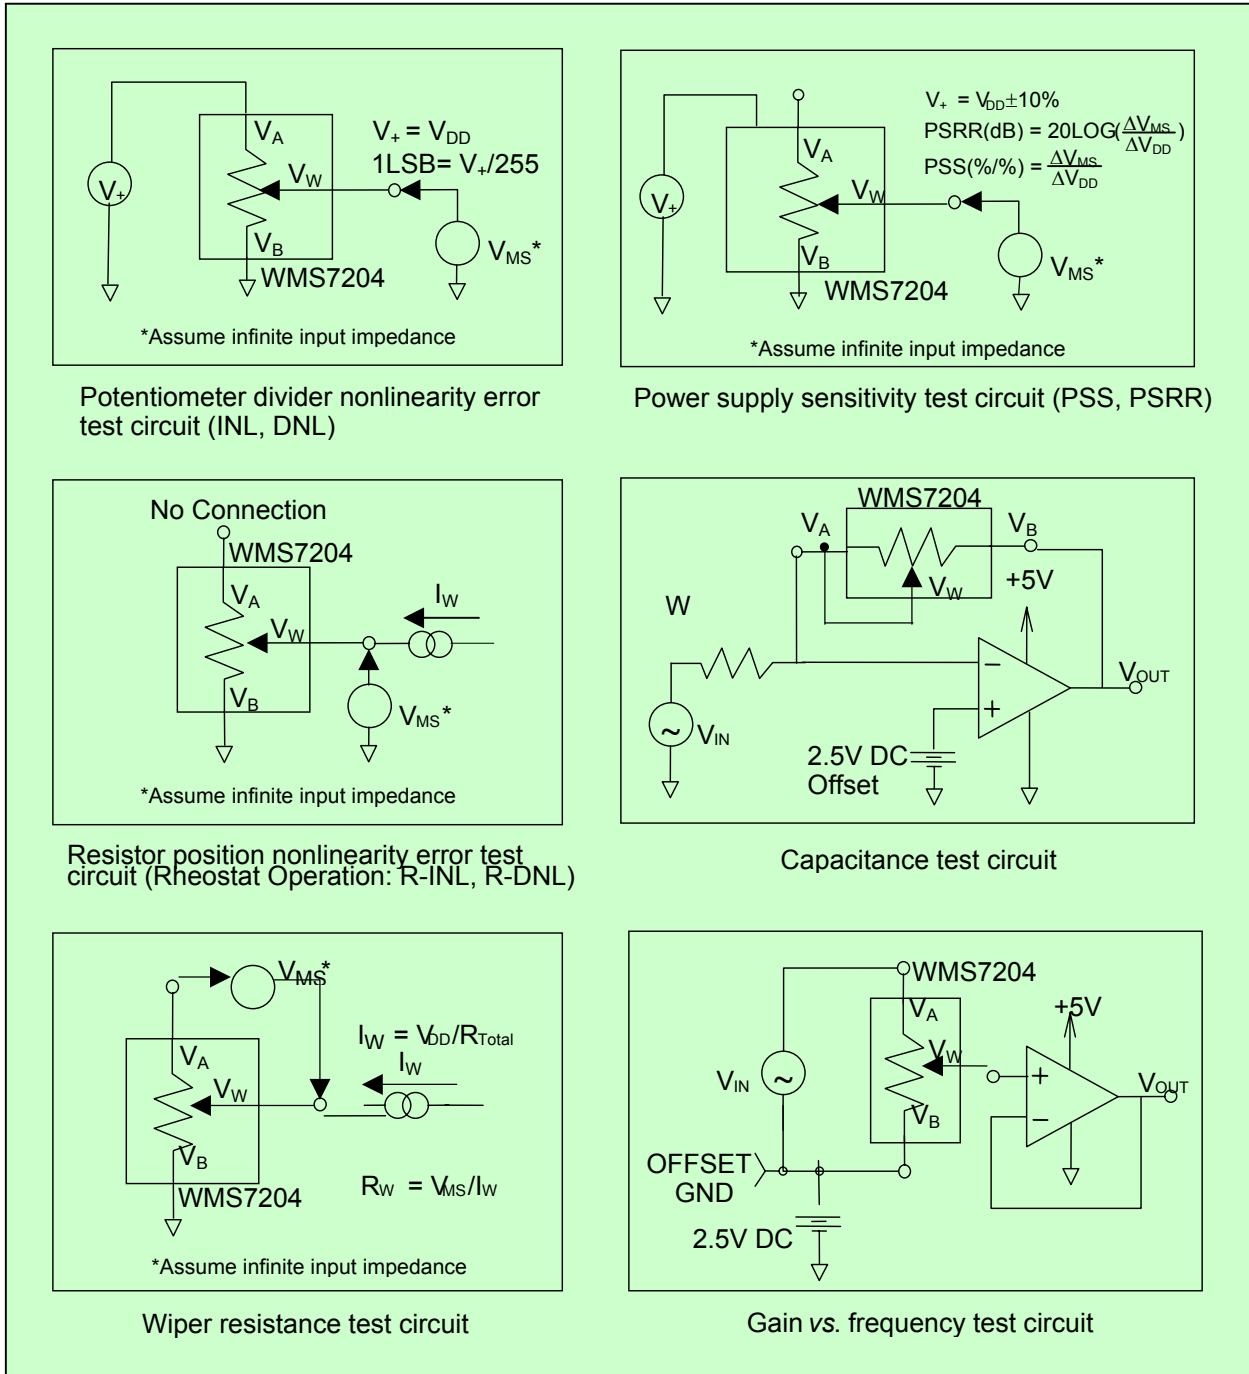 V+ = VDD
1LSB= V+/255
VA
VW
V+
VB
VMS*
WMS7204
*Assume infinite input impedance
Potentiometer divider nonlinearity error
test circuit (INL, DNL)
V+ = VDD±10%
PSRR(dB) = 20LOG(ΔVMS/ΔVDD)
PSS(%/%) = ΔVMS/ΔVDD
VA
VW
V+
VB
VMS*
WMS7204
*Assume infinite input impedance
Power supply sensitivity test circuit (PSS, PSRR)
No Connection
WMS7204
VA
IW
VW
VB
VMS*
*Assume infinite input impedance
Resistor position nonlinearity error test
circuit (Rheostat Operation: R-INL, R-DNL)
WMS7204
VA
VB
VW
+5V
W
−
VOUT
+
~
VIN
2.5V DC
Offset
Capacitance test circuit
VMS*
IW = VDD/RTotal
VA
IW
VW
VB
WMS7204
RW = VMS/IW
*Assume infinite input impedance
Wiper resistance test circuit
WMS7204
VA
+5V
VW
VIN
~
+
VOUT
VB
−
OFFSET
GND
2.5V DC
Gain vs. frequency test circuit